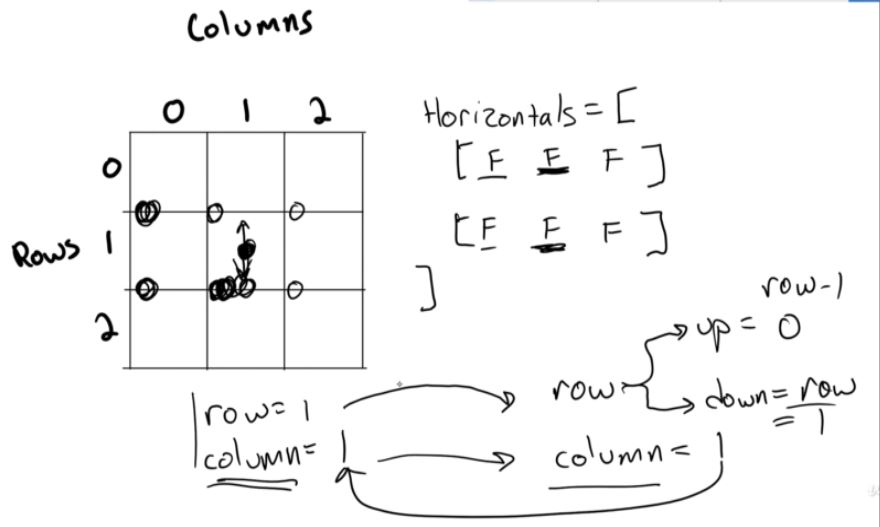 Columns
0 1 2
0
Rows 1
2
Horizontals = [
[F F F]
[F F F]
]
row-1
up = 0
row
down = row
= 1
row = 1
column = 1
column = 1